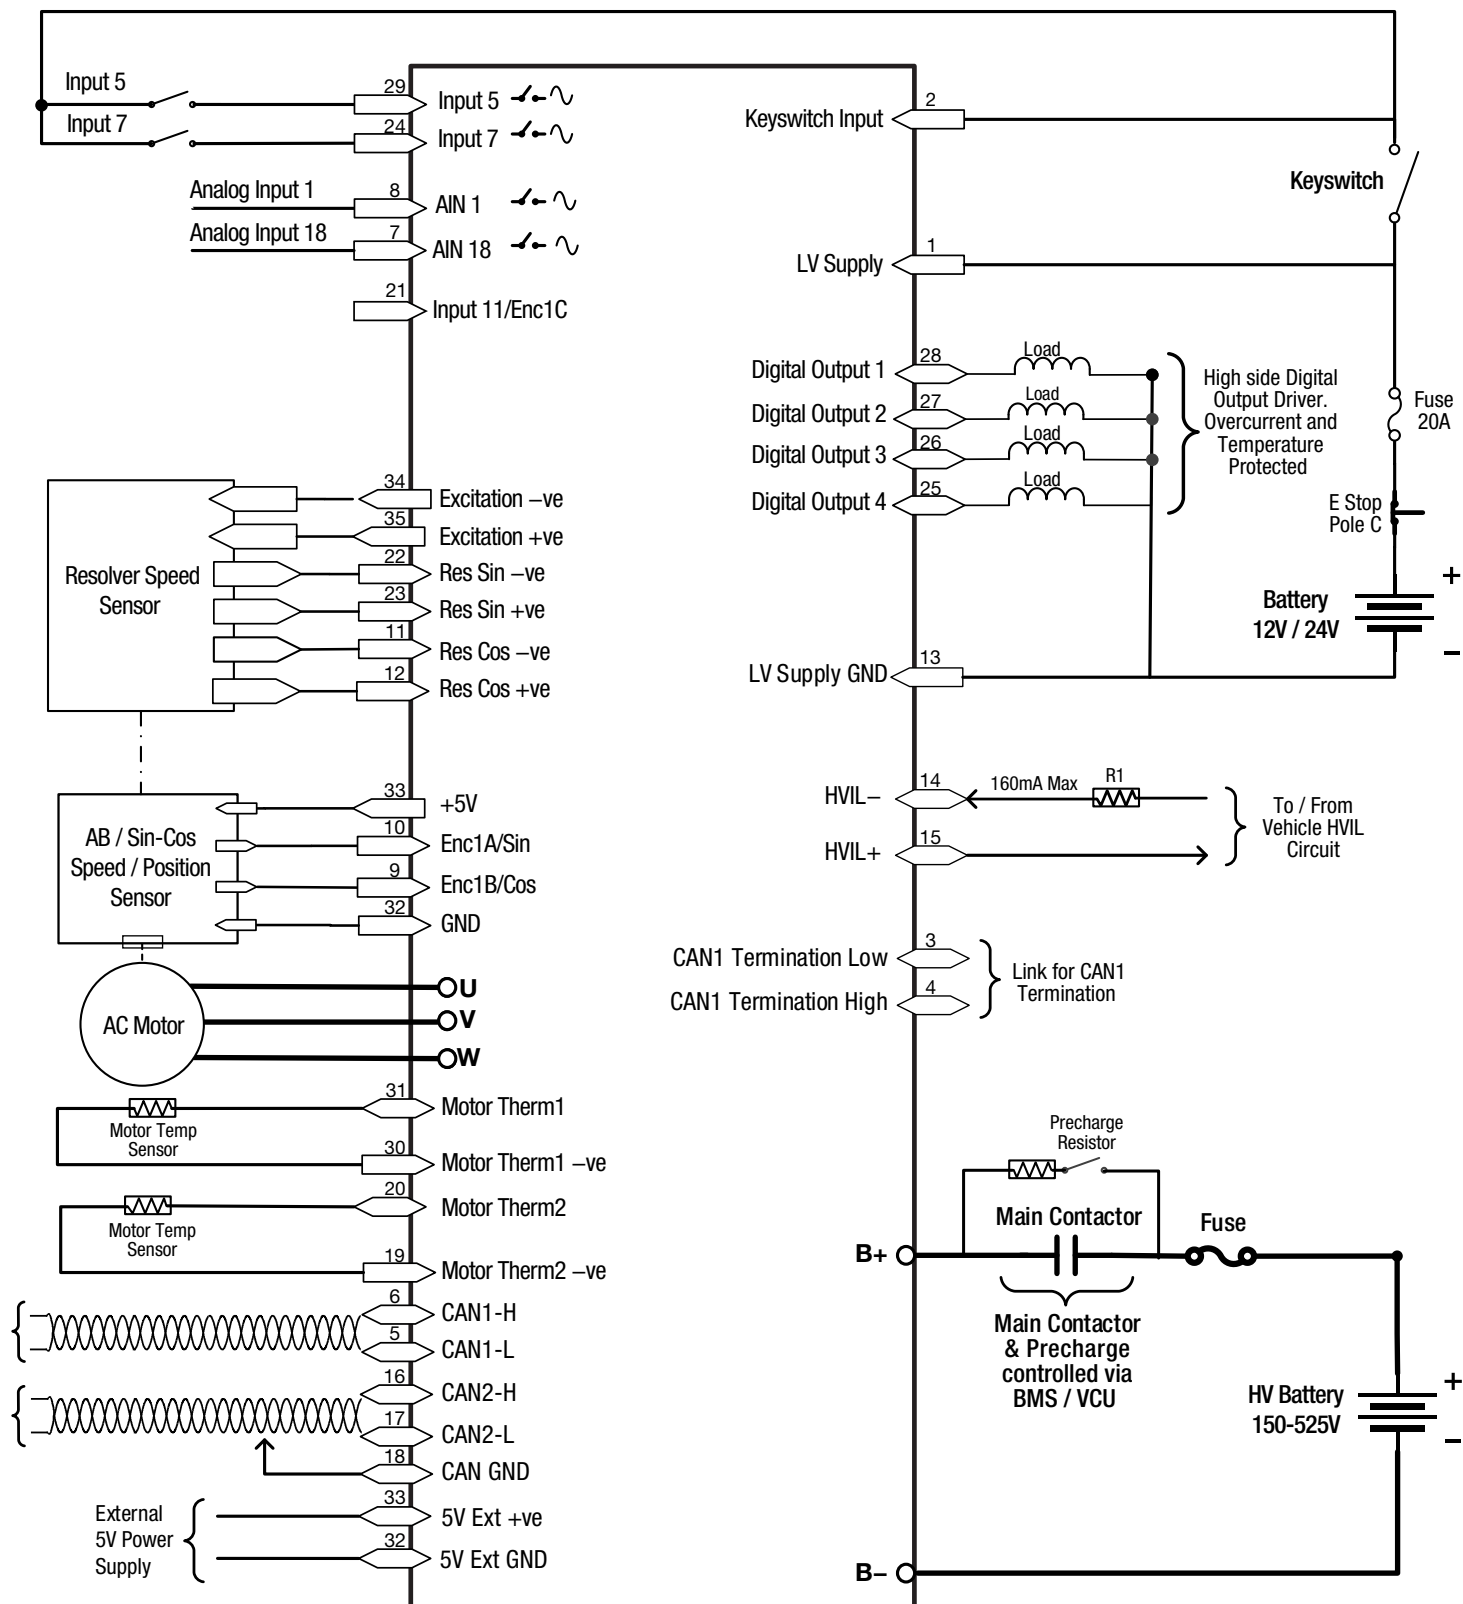 Input 5
29
Input 5
Input 7
24
Input 7
Analog Input 1
8
AIN 1
Analog Input 18
7
AIN 18
21
Input 11/Enc1C
34
Excitation –ve
35
Excitation +ve
22
Res Sin –ve
23
Res Sin +ve
11
Res Cos –ve
12
Res Cos +ve
Resolver Speed
Sensor
33
+5V
10
Enc1A/Sin
9
Enc1B/Cos
32
GND
AB / Sin-Cos
Speed / Position
Sensor
AC Motor
U
V
W
31
Motor Therm1
Motor Temp
Sensor
30
Motor Therm1 –ve
20
Motor Therm2
Motor Temp
Sensor
19
Motor Therm2 –ve
6
CAN1-H
5
CAN1-L
16
CAN2-H
17
CAN2-L
18
CAN GND
External
5V Power
Supply
33
5V Ext +ve
32
5V Ext GND
Keyswitch Input
2
Keyswitch
LV Supply
1
Digital Output 1
28
Load
Digital Output 2
27
Load
Digital Output 3
26
Load
Digital Output 4
25
Load
High side Digital
Output Driver.
Overcurrent and
Temperature
Protected
Fuse
20A
E Stop
Pole C
Battery
12V / 24V
+
–
LV Supply GND
13
HVIL–
14
160mA Max
R1
HVIL+
15
To / From
Vehicle HVIL
Circuit
CAN1 Termination Low
3
CAN1 Termination High
4
Link for CAN1
Termination
Precharge
Resistor
Main Contactor
Fuse
B+
Main Contactor
& Precharge
controlled via
BMS / VCU
HV Battery
150-525V
+
–
B–